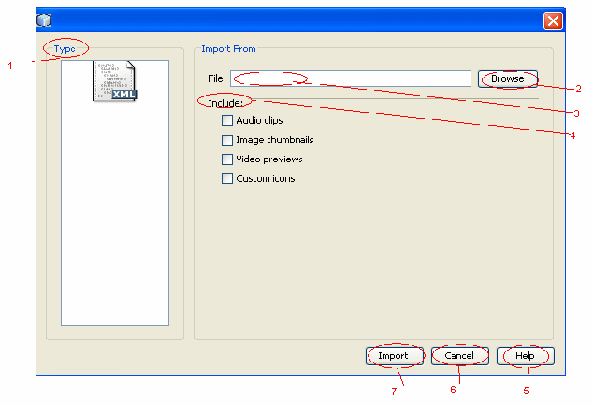 Type
Import From
1
File
Browse
2
XML
Include:
3
Audio clips
4
Image thumbnails
Video previews
Custom icons
Import
Cancel
Help
7
6
5